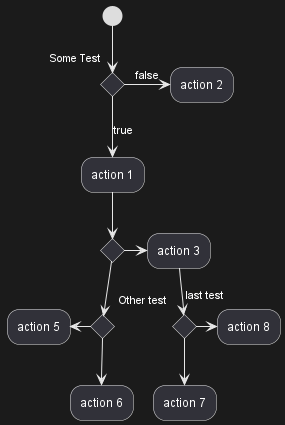 Some Test
false
action 2
true
action 1
action 3
Other test
last test
action 5
action 8
action 6
action 7